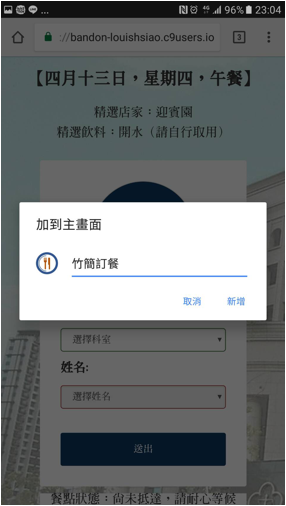 96% 23:04
://bandon-louishsiao.c9users.io 3
【四月十三日，星期四，午餐】
精選店家：迎賓園
精選飲料：開水（請自行取用）
加到主畫面
竹簡訂餐
取消 新增
選擇科室
姓名:
選擇姓名
送出
餐點狀態：尚未抵達，請耐心等候